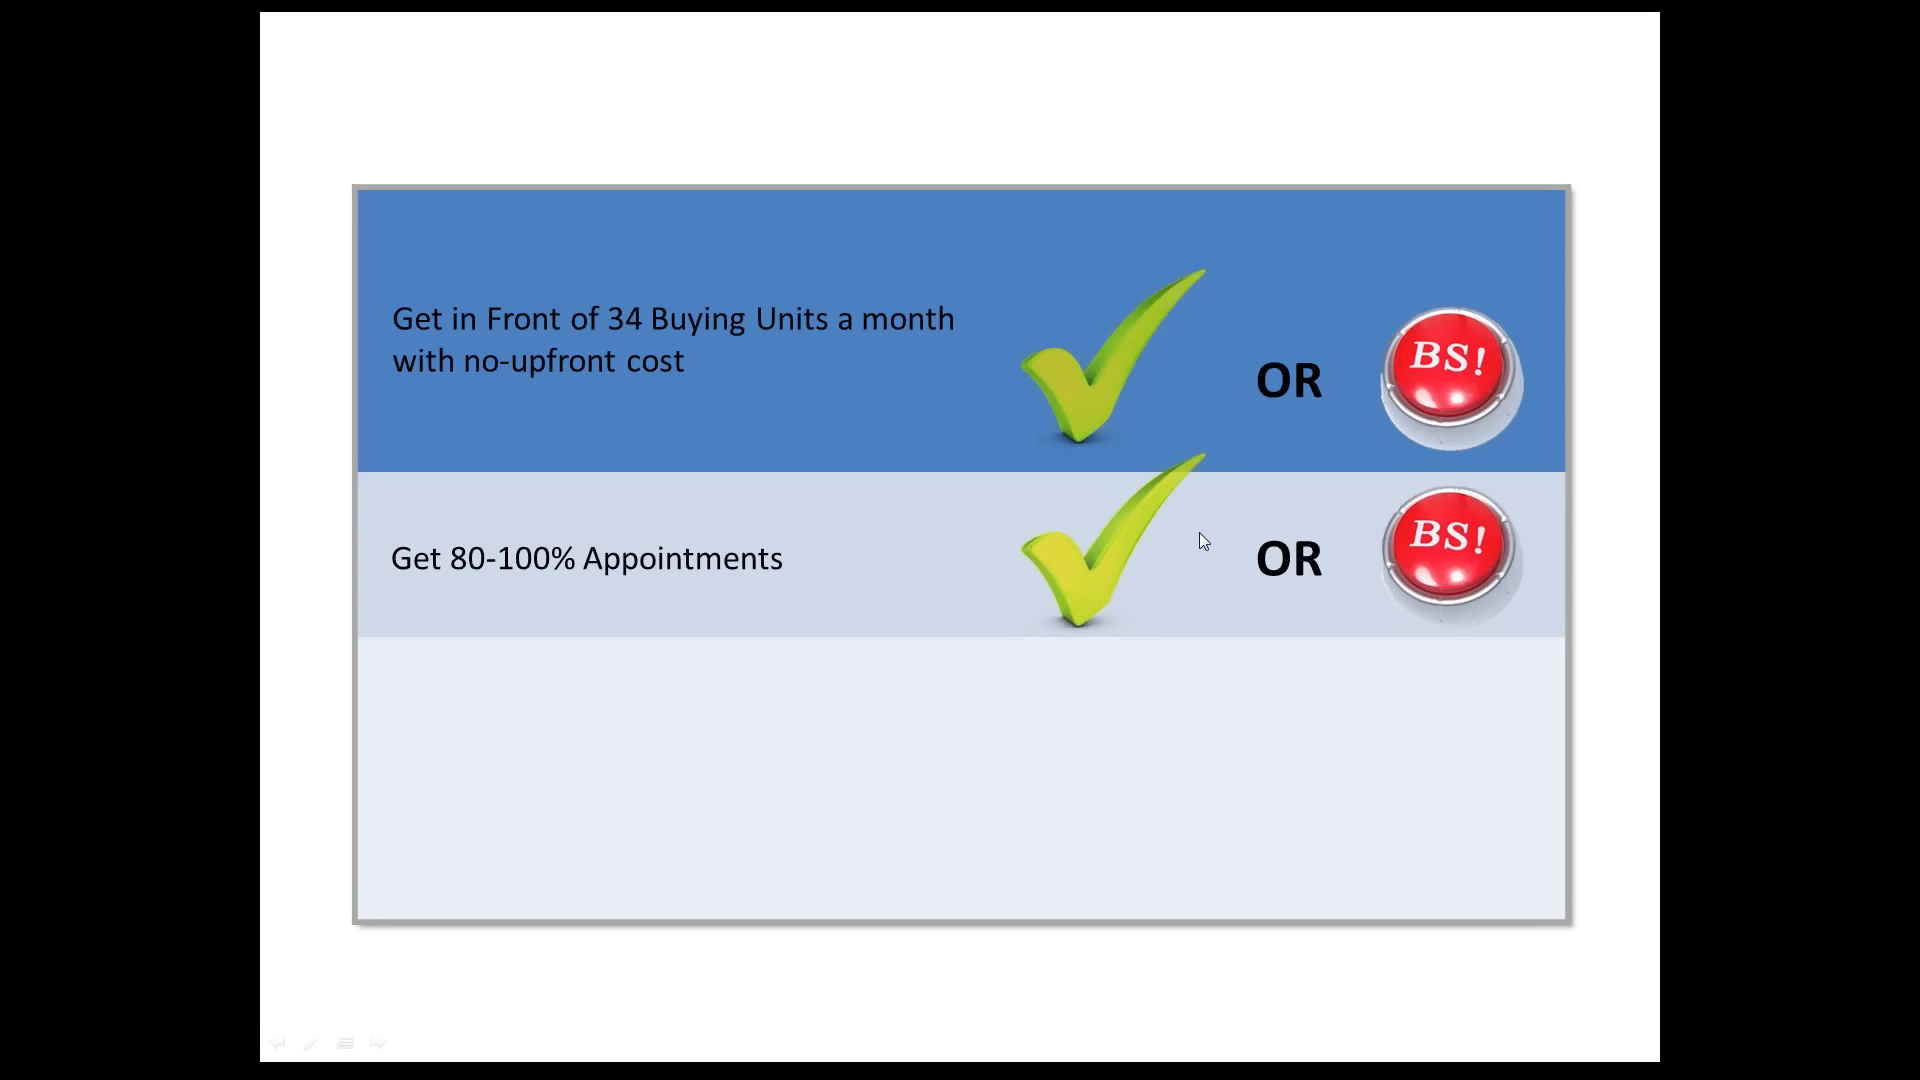 Get in Front of 34 Buying Units a month
with no-upfront cost
OR
BS!
Get 80-100% Appointments
OR
BS!